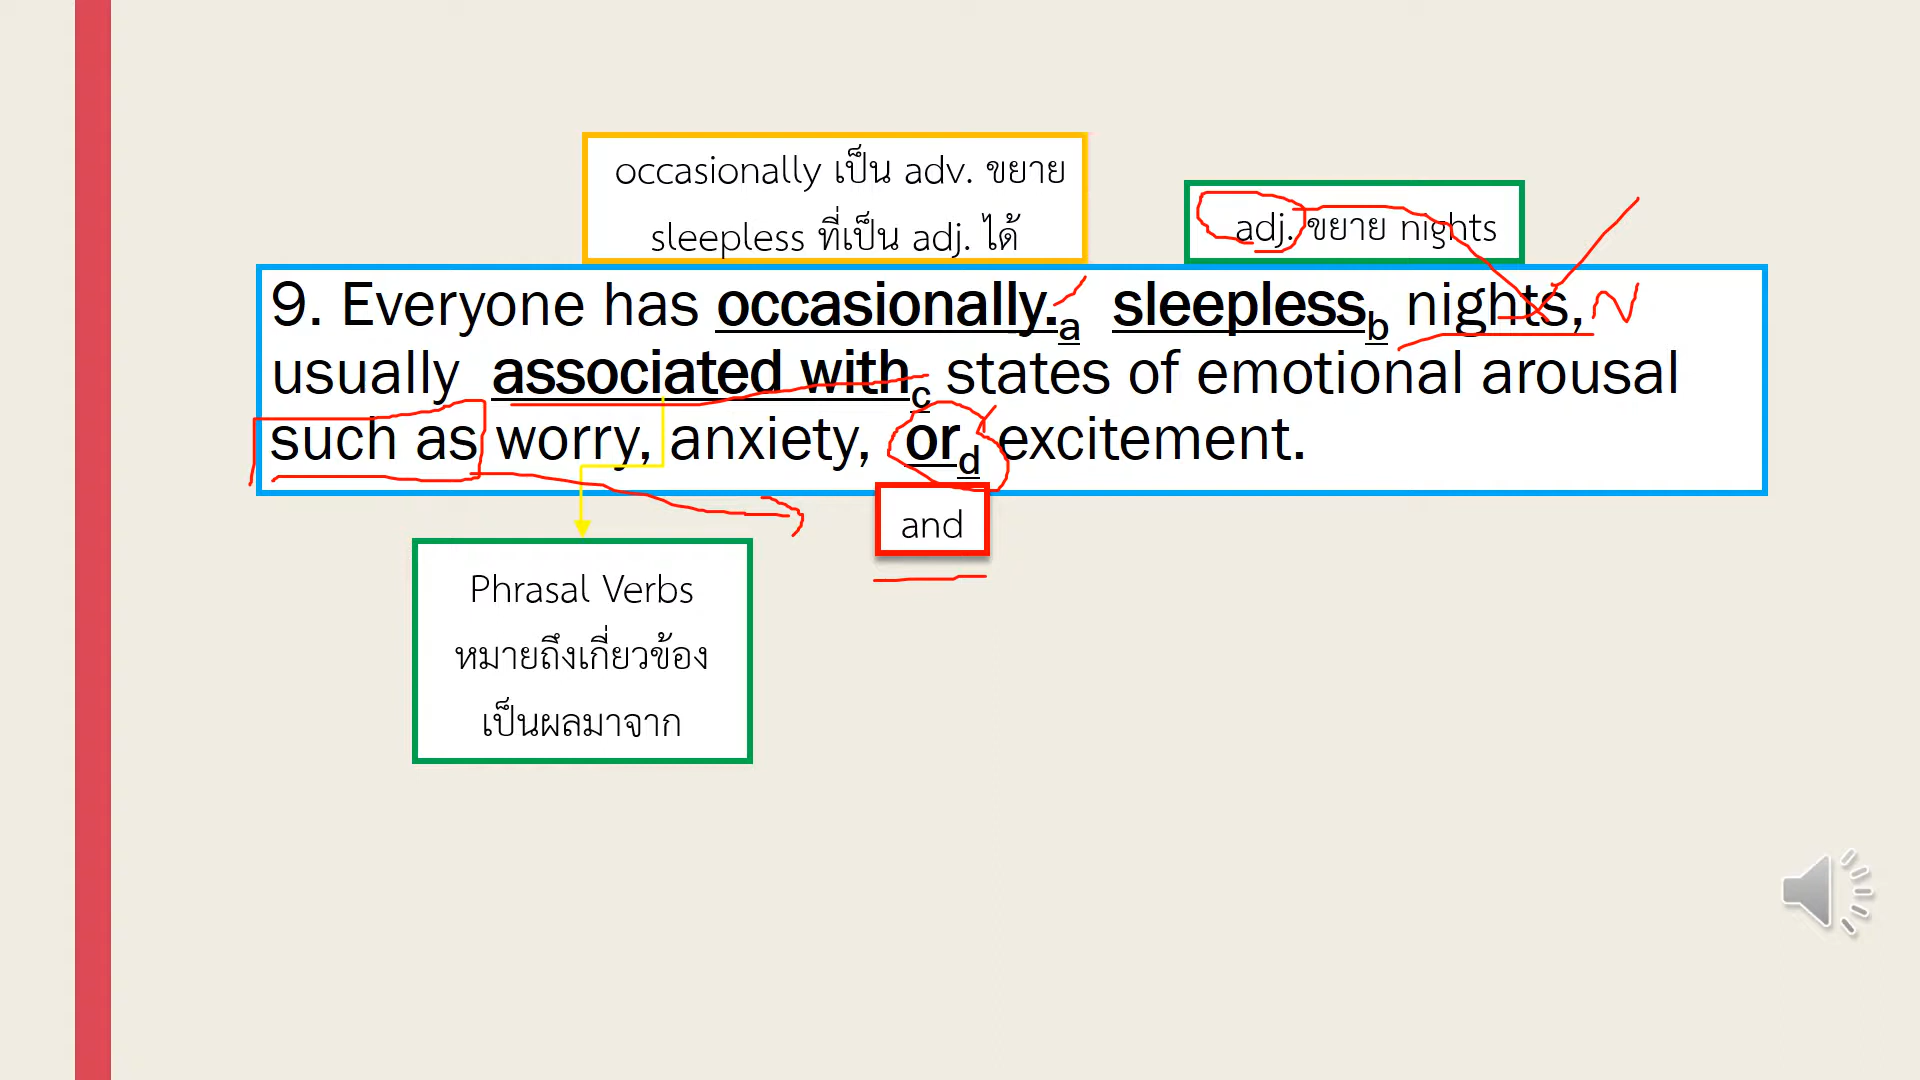 occasionally เป็น adv. ขยาย
sleepless ที่เป็น adj. ได้
adj. ขยาย nights
9. Everyone has occasionally.a sleeplessb nights, N
usually associated withc states of emotional arousal
such as worry, anxiety, ord excitement.
and
Phrasal Verbs
หมายถึงเกี่ยวข้อง
เป็นผลมาจาก